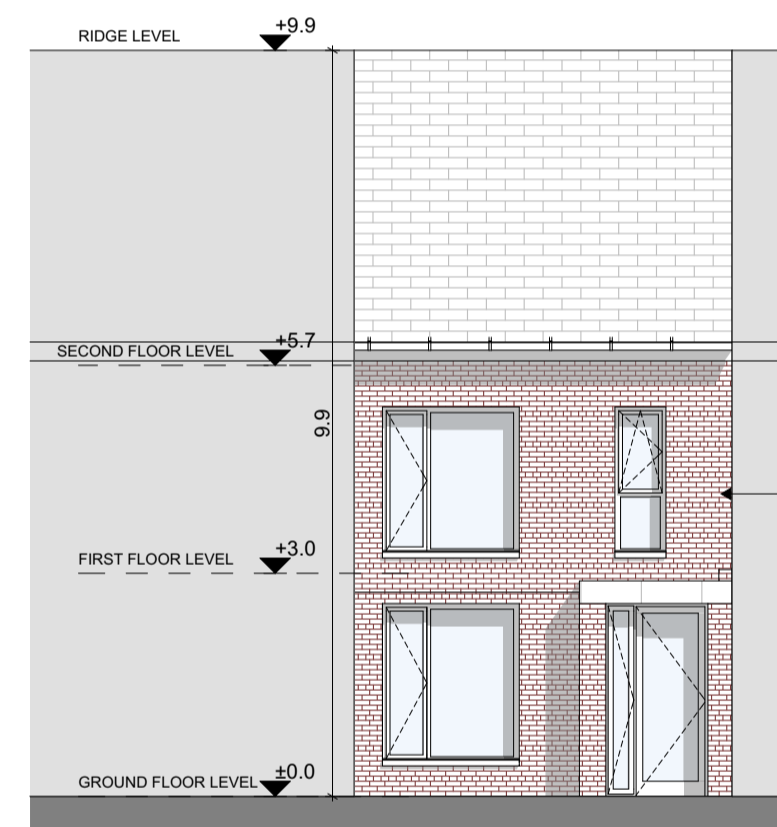 +9.9
RIDGE LEVEL
+5.7
SECOND FLOOR LEVEL
9.9
+3.0
FIRST FLOOR LEVEL
±0.0
GROUND FLOOR LEVEL